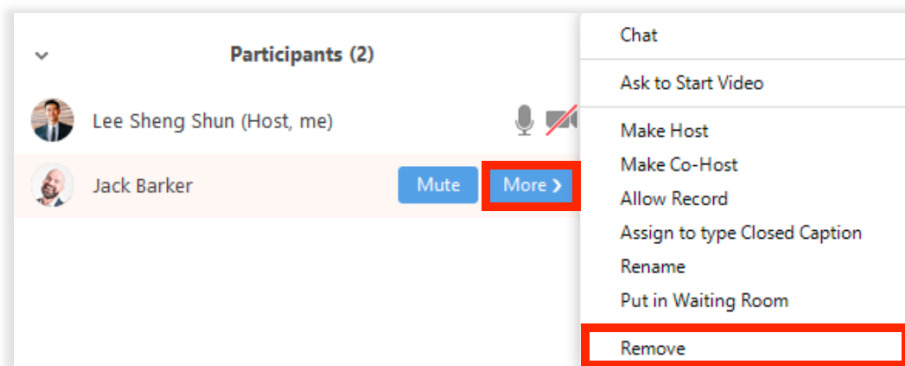 Participants (2)
Lee Sheng Shun (Host, me)
Jack Barker
Mute
More ❯
Chat
Ask to Start Video
Make Host
Make Co-Host
Allow Record
Assign to type Closed Caption
Rename
Put in Waiting Room
Remove